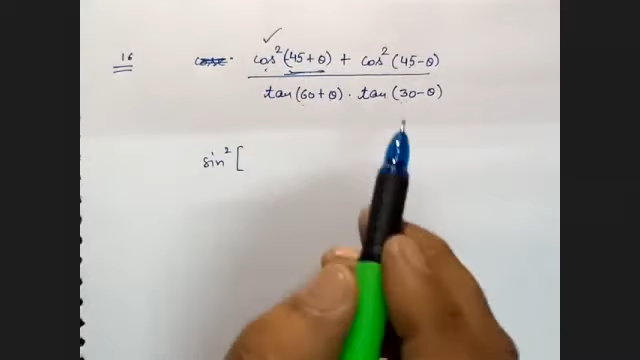 16 cos²(45+θ) + cos²(45-θ)
tan(60+θ) · tan(30-θ)
sin² [